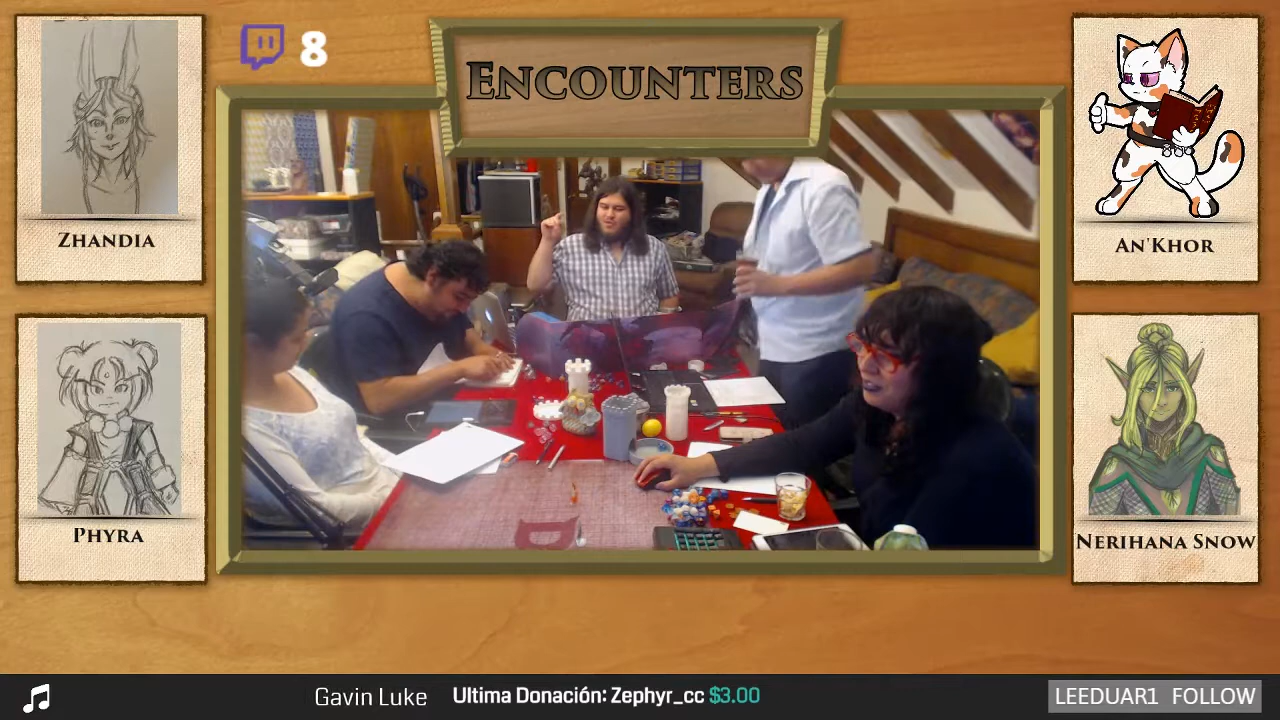 8
ENCOUNTERS
ZHANDIA
AN'KHOR
PHYRA
NERIHANA SNOW
Gavin Luke
Ultima Donación: Zephyr_cc $3.00
LEEDUAR1 FOLLOW